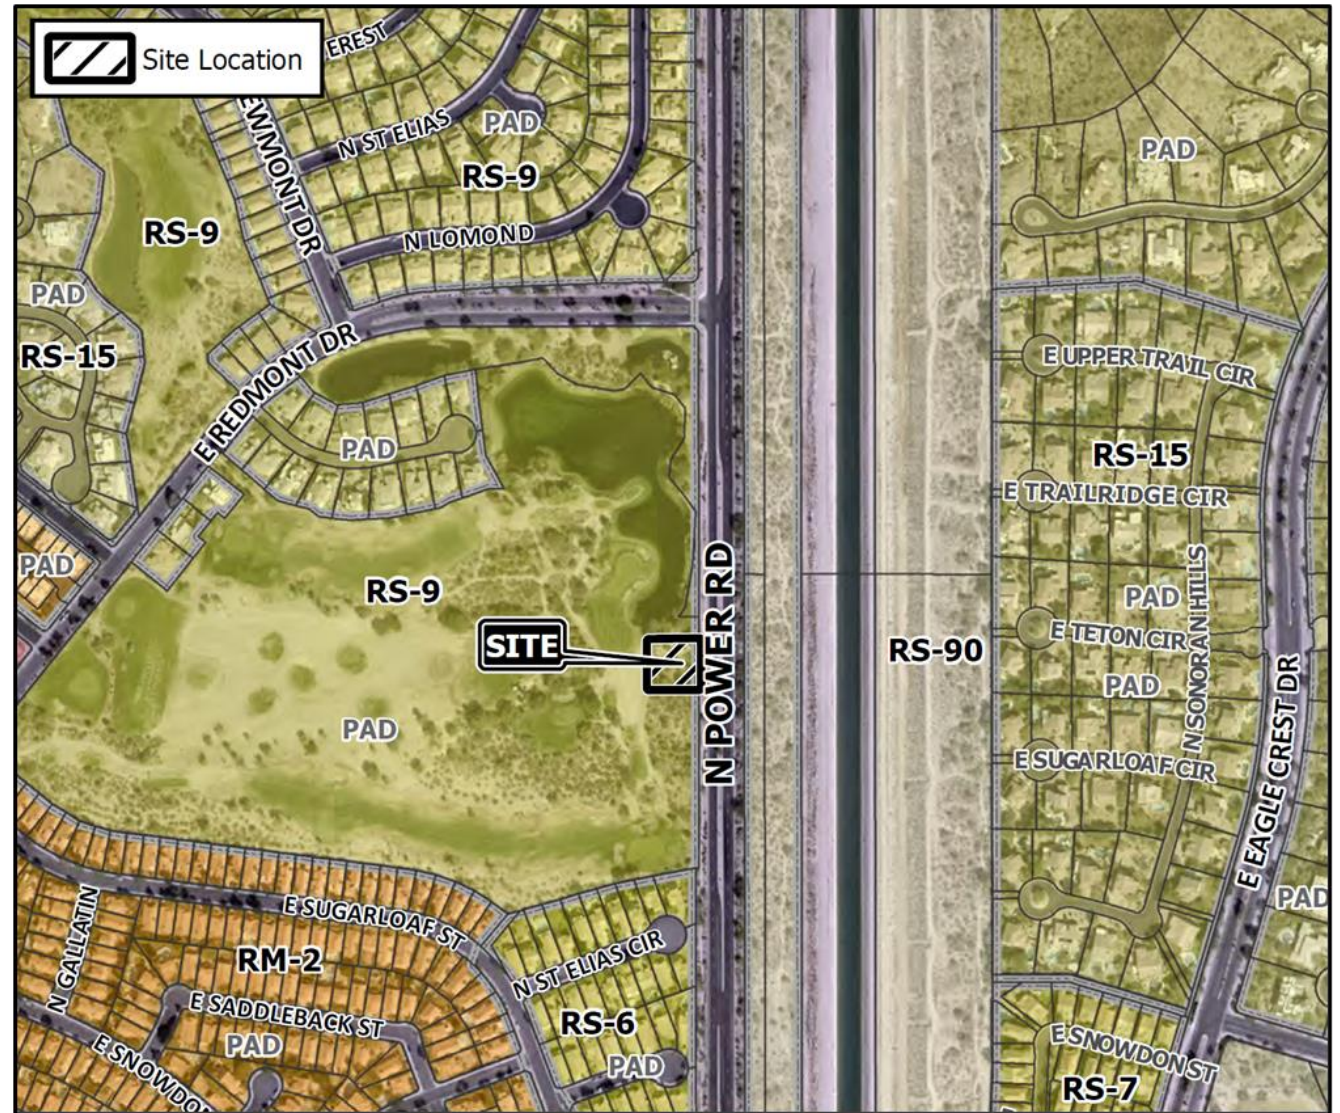 Site Location
EREST
N ST ELIAS
PAD
RS-9
EWMONT DR
N LOMOND
RS-9
PAD
RS-15
E REDMONT DR
PAD
PAD
RS-9
SITE
PAD
N POWER RD
RS-90
PAD
E UPPER TRAIL CIR
RS-15
E TRAILRIDGE CIR
PAD
N SONORAN HILLS
E TETON CIR
PAD
E SUGARLOAF CIR
E EAGLE CREST DR
PAD
E SUGARLOAF ST
N GALLATIN
RM-2
N ST ELIAS CIR
E SADDLEBACK ST
RS-6
PAD
E SNOWDO
PAD
E SNOWDON ST
RS-7